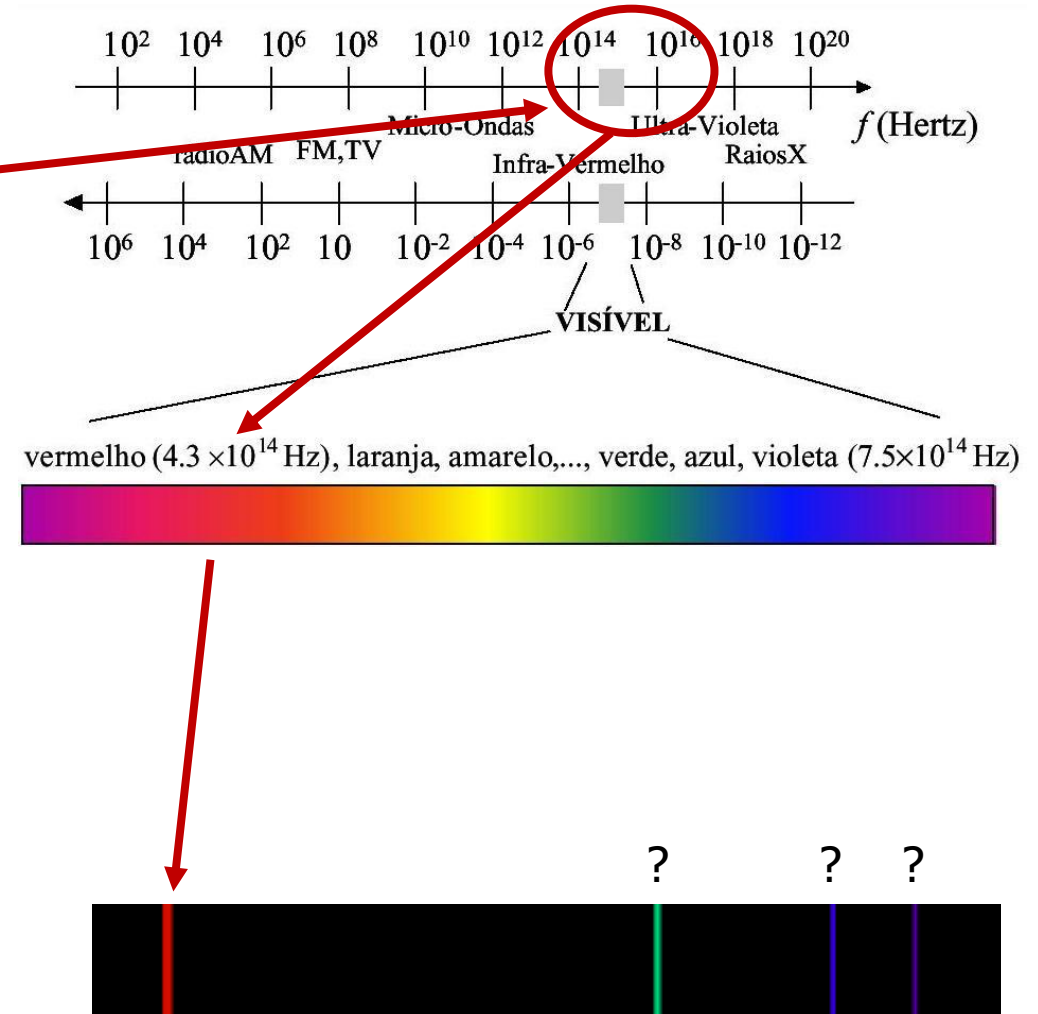 10² 10⁴ 10⁶ 10⁸ 10¹⁰ 10¹² 10¹⁴ 10¹⁶ 10¹⁸ 10²⁰
Micro-Ondas Ultra-Violeta f (Hertz)
radioAM FM,TV Infra-Vermelho RaiosX
10⁶ 10⁴ 10² 10 10⁻² 10⁻⁴ 10⁻⁶ 10⁻⁸ 10⁻¹⁰ 10⁻¹²
VISÍVEL
vermelho (4.3 ×10¹⁴ Hz), laranja, amarelo,..., verde, azul, violeta (7.5×10¹⁴ Hz)
? ? ?